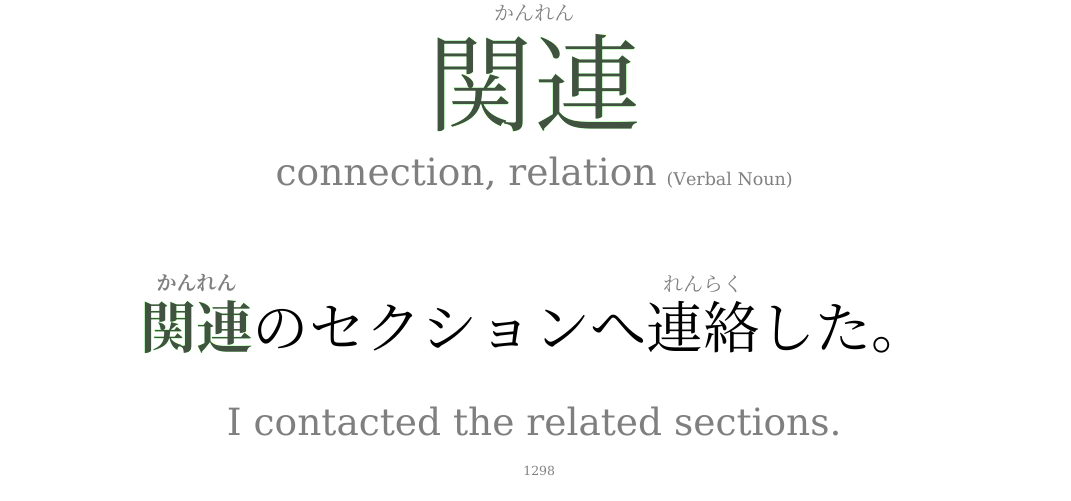 かんれん
関連
connection, relation (Verbal Noun)
かんれん れんらく
関連のセクションへ連絡した。
I contacted the related sections.
1298